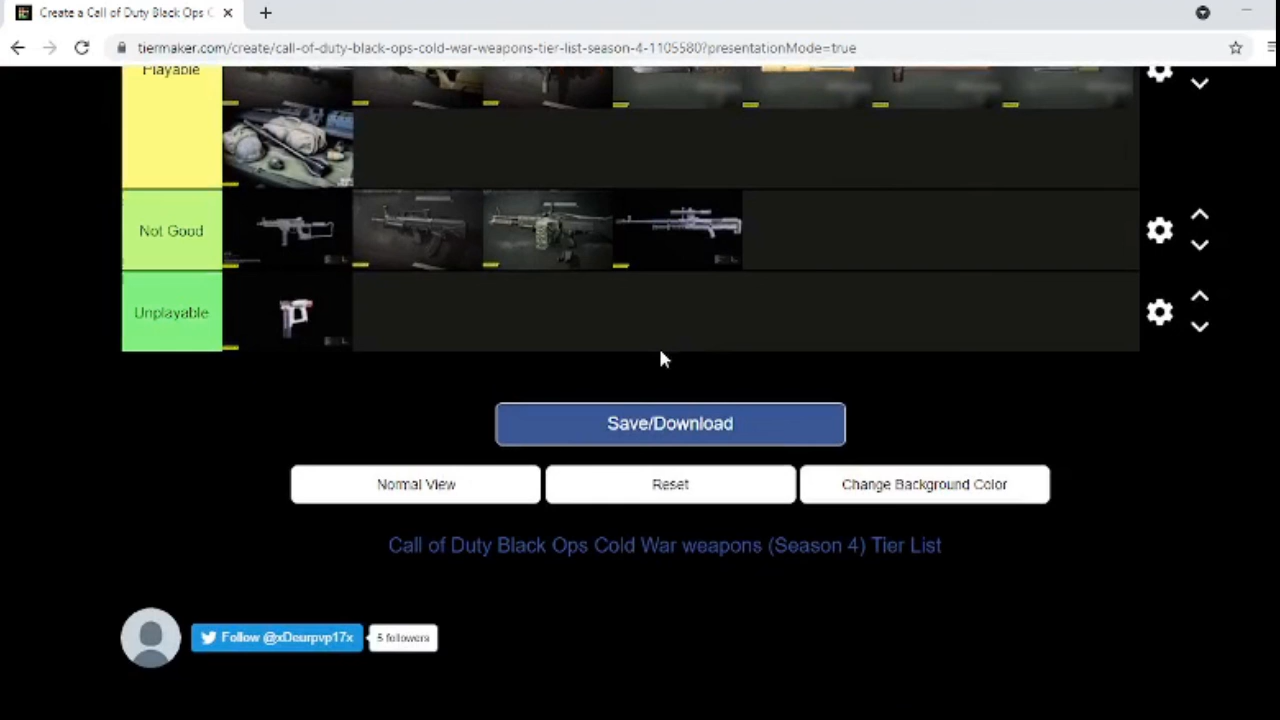 Create a Call of Duty Black Ops C
tiermaker.com/create/call-of-duty-black-ops-cold-war-weapons-tier-list-season-4-1105580?presentationMode=true
Playable
Not Good
Unplayable
Save/Download
Normal View
Reset
Change Background Color
Call of Duty Black Ops Cold War weapons (Season 4) Tier List
Follow @xDeurpvp17x
5 followers